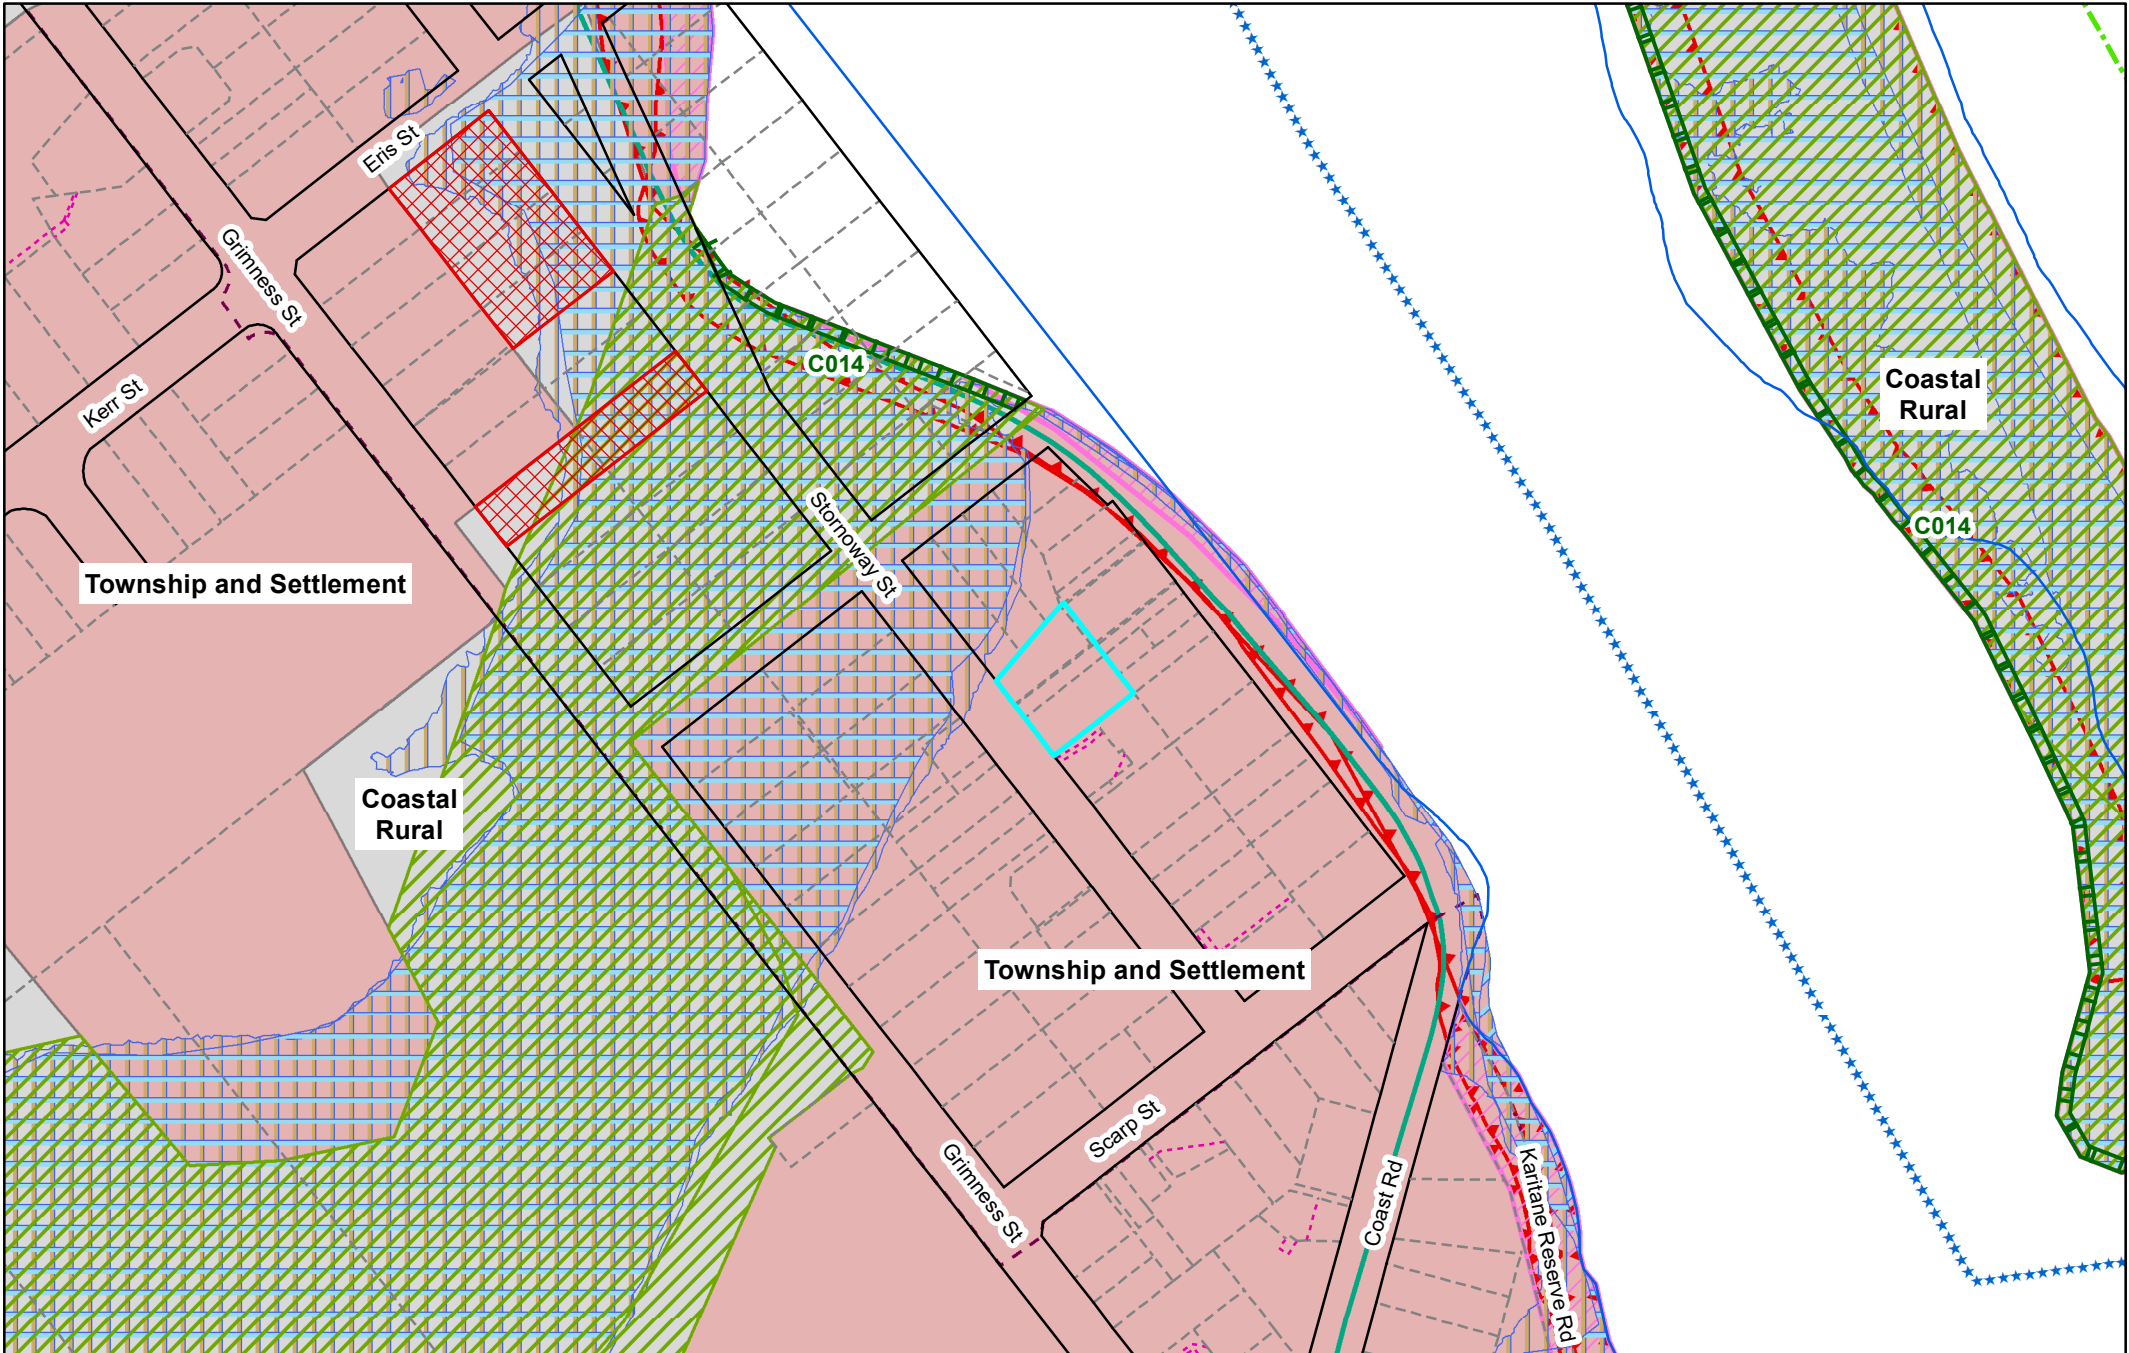 Eris St
Grimness St
C014
Coastal
Rural
Kerr St
C014
Stornoway St
Township and Settlement
Coastal
Rural
Township and Settlement
Scarp St
Grimness St
Coast Rd
Karitane Reserve Rd